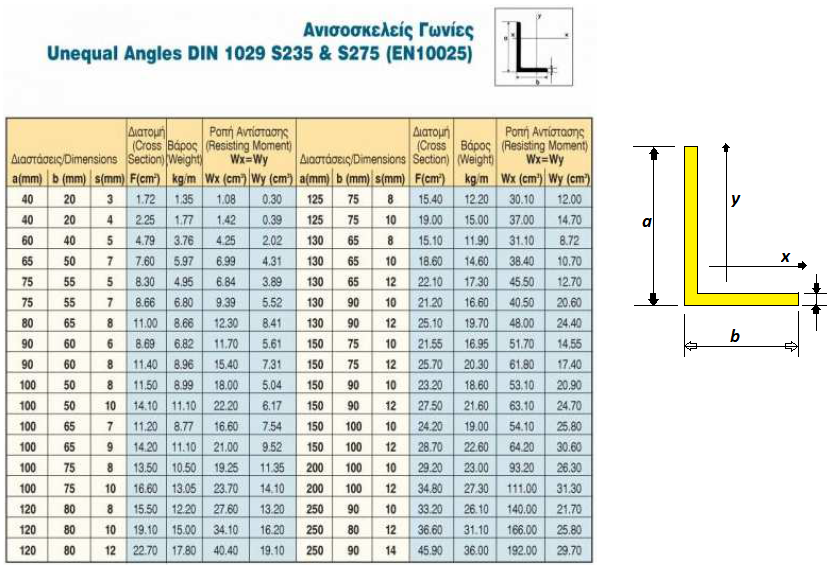 Ανισοσκελείς Γωνίες
Unequal Angles DIN 1029 S235 & S275 (EN10025)
y
a
x
x
b
Διατομή Ροπή Αντίστασης Διατομή Ροπή Αντίστασης
(Cross Βάρος (Resisting Moment) (Cross Βάρος (Resisting Moment)
Διαστάσεις/Dimensions Section) (Weight) Wx=Wy Διαστάσεις/Dimensions Section) (Weight) Wx=Wy
a(mm) b (mm) s(mm) F(cm²) kg/m Wx (cm³) Wy (cm³) a(mm) b (mm) s(mm) F(cm²) kg/m Wx (cm³) Wy (cm³)
40 20 3 1.72 1.35 1.08 0.30 125 75 8 15.40 12.20 30.10 12.00
40 20 4 2.25 1.77 1.42 0.39 125 75 10 19.00 15.00 37.00 14.70
60 40 5 4.79 3.76 4.25 2.02 130 65 8 15.10 11.90 31.10 8.72
65 50 7 7.60 5.97 6.99 4.31 130 65 10 18.60 14.60 38.40 10.70
75 55 5 8.30 4.95 6.84 3.89 130 65 12 22.10 17.30 45.50 12.70
75 55 7 8.66 6.80 9.39 5.52 130 90 10 21.20 16.60 40.50 20.60
80 65 8 11.00 8.66 12.30 8.41 130 90 12 25.10 19.70 48.00 24.40
90 60 6 8.69 6.82 11.70 5.61 150 75 10 21.55 16.95 51.70 14.55
90 60 8 11.40 8.96 15.40 7.31 150 75 12 25.70 20.30 61.80 17.40
100 50 8 11.50 8.99 18.00 5.04 150 90 10 23.20 18.60 53.10 20.90
100 50 10 14.10 11.10 22.20 6.17 150 90 12 27.50 21.60 63.10 24.70
100 65 7 11.20 8.77 16.60 7.54 150 100 10 24.20 19.00 54.10 25.80
100 65 9 14.20 11.10 21.00 9.52 150 100 12 28.70 22.60 64.20 30.60
100 75 8 13.50 10.50 19.25 11.35 200 100 10 29.20 23.00 93.20 26.30
100 75 10 16.60 13.05 23.70 14.10 200 100 12 34.80 27.30 111.00 31.30
120 80 8 15.50 12.20 27.60 13.20 250 80 10 33.20 26.10 140.00 21.70
120 80 10 19.10 15.00 34.10 16.20 250 80 12 36.60 31.10 166.00 25.80
120 80 12 22.70 17.80 40.40 19.10 250 90 14 45.90 36.00 192.00 29.70
a
y
x
b